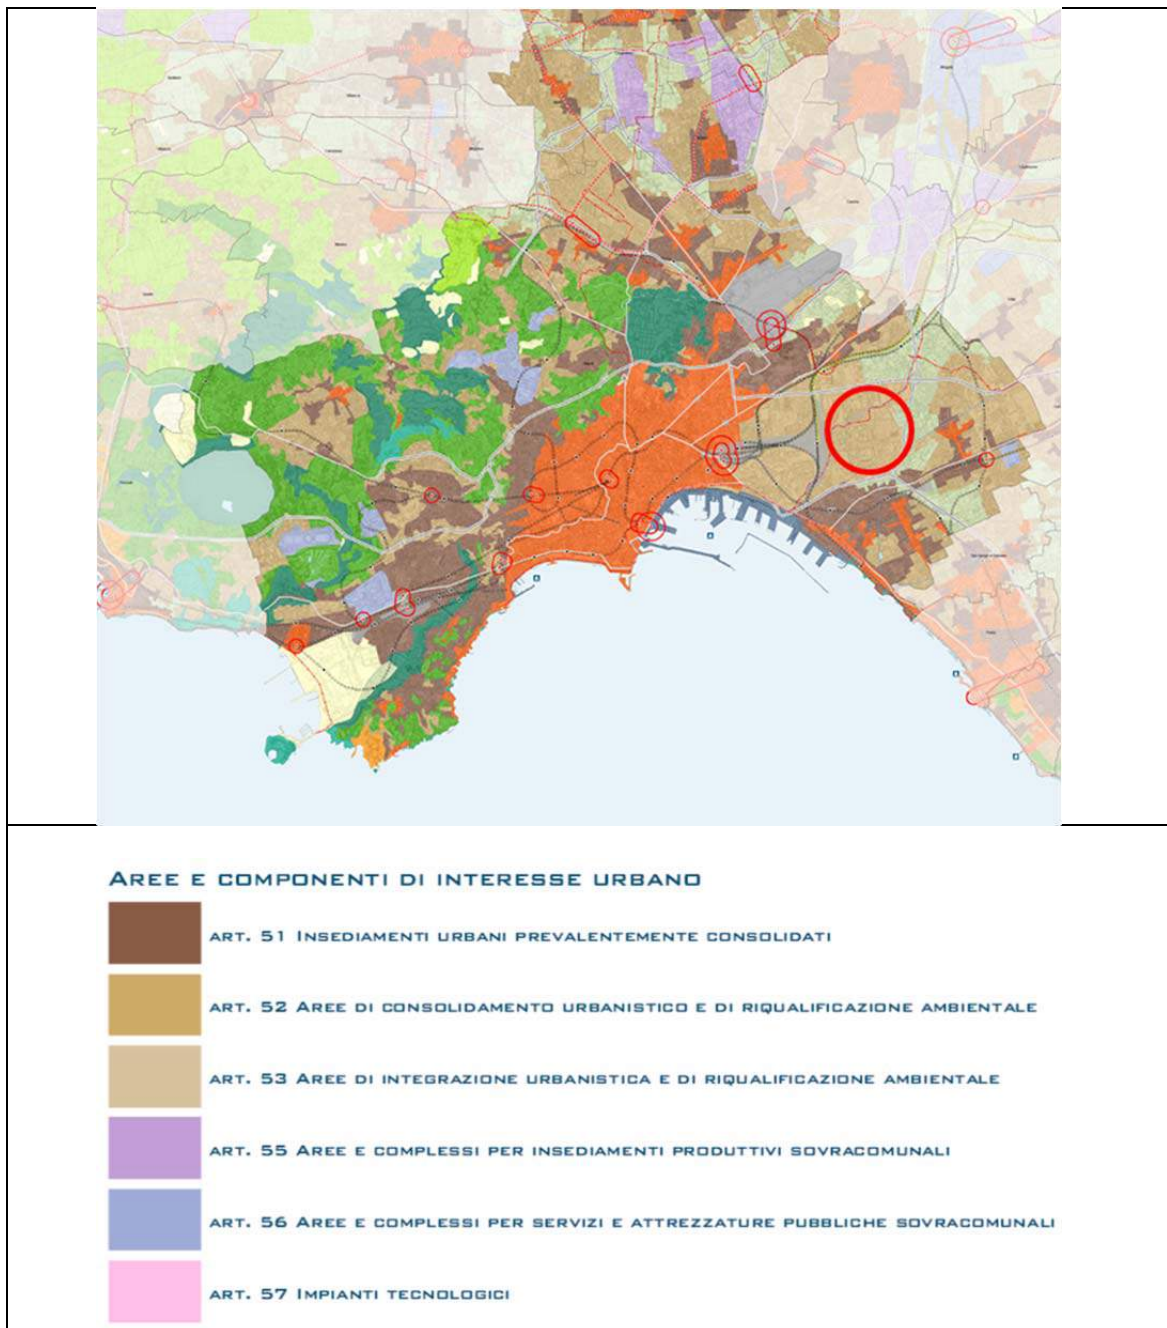 AREE E COMPONENTI DI INTERESSE URBANO
ART. 51 INSEDIAMENTI URBANI PREVALENTEMENTE CONSOLIDATI
ART. 52 AREE DI CONSOLIDAMENTO URBANISTICO E DI RIQUALIFICAZIONE AMBIENTALE
ART. 53 AREE DI INTEGRAZIONE URBANISTICA E DI RIQUALIFICAZIONE AMBIENTALE
ART. 55 AREE E COMPLESSI PER INSEDIAMENTI PRODUTTIVI SOVRACOMUNALI
ART. 56 AREE E COMPLESSI PER SERVIZI E ATTREZZATURE PUBBLICHE SOVRACOMUNALI
ART. 57 IMPIANTI TECNOLOGICI